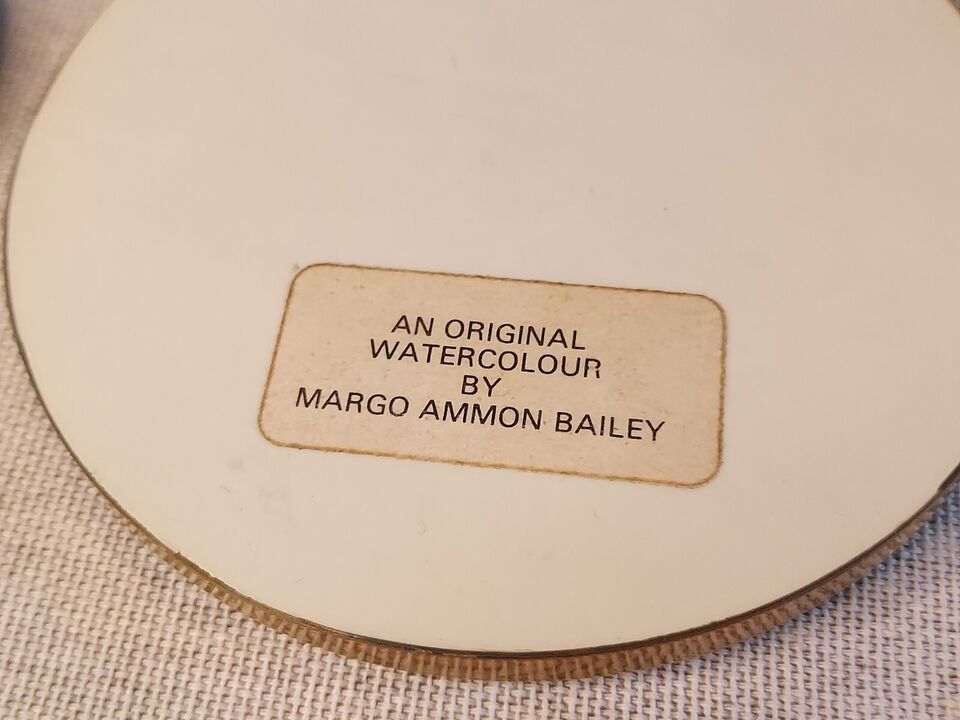 AN ORIGINAL
WATERCOLOUR
BY
MARGO AMMON BAILEY